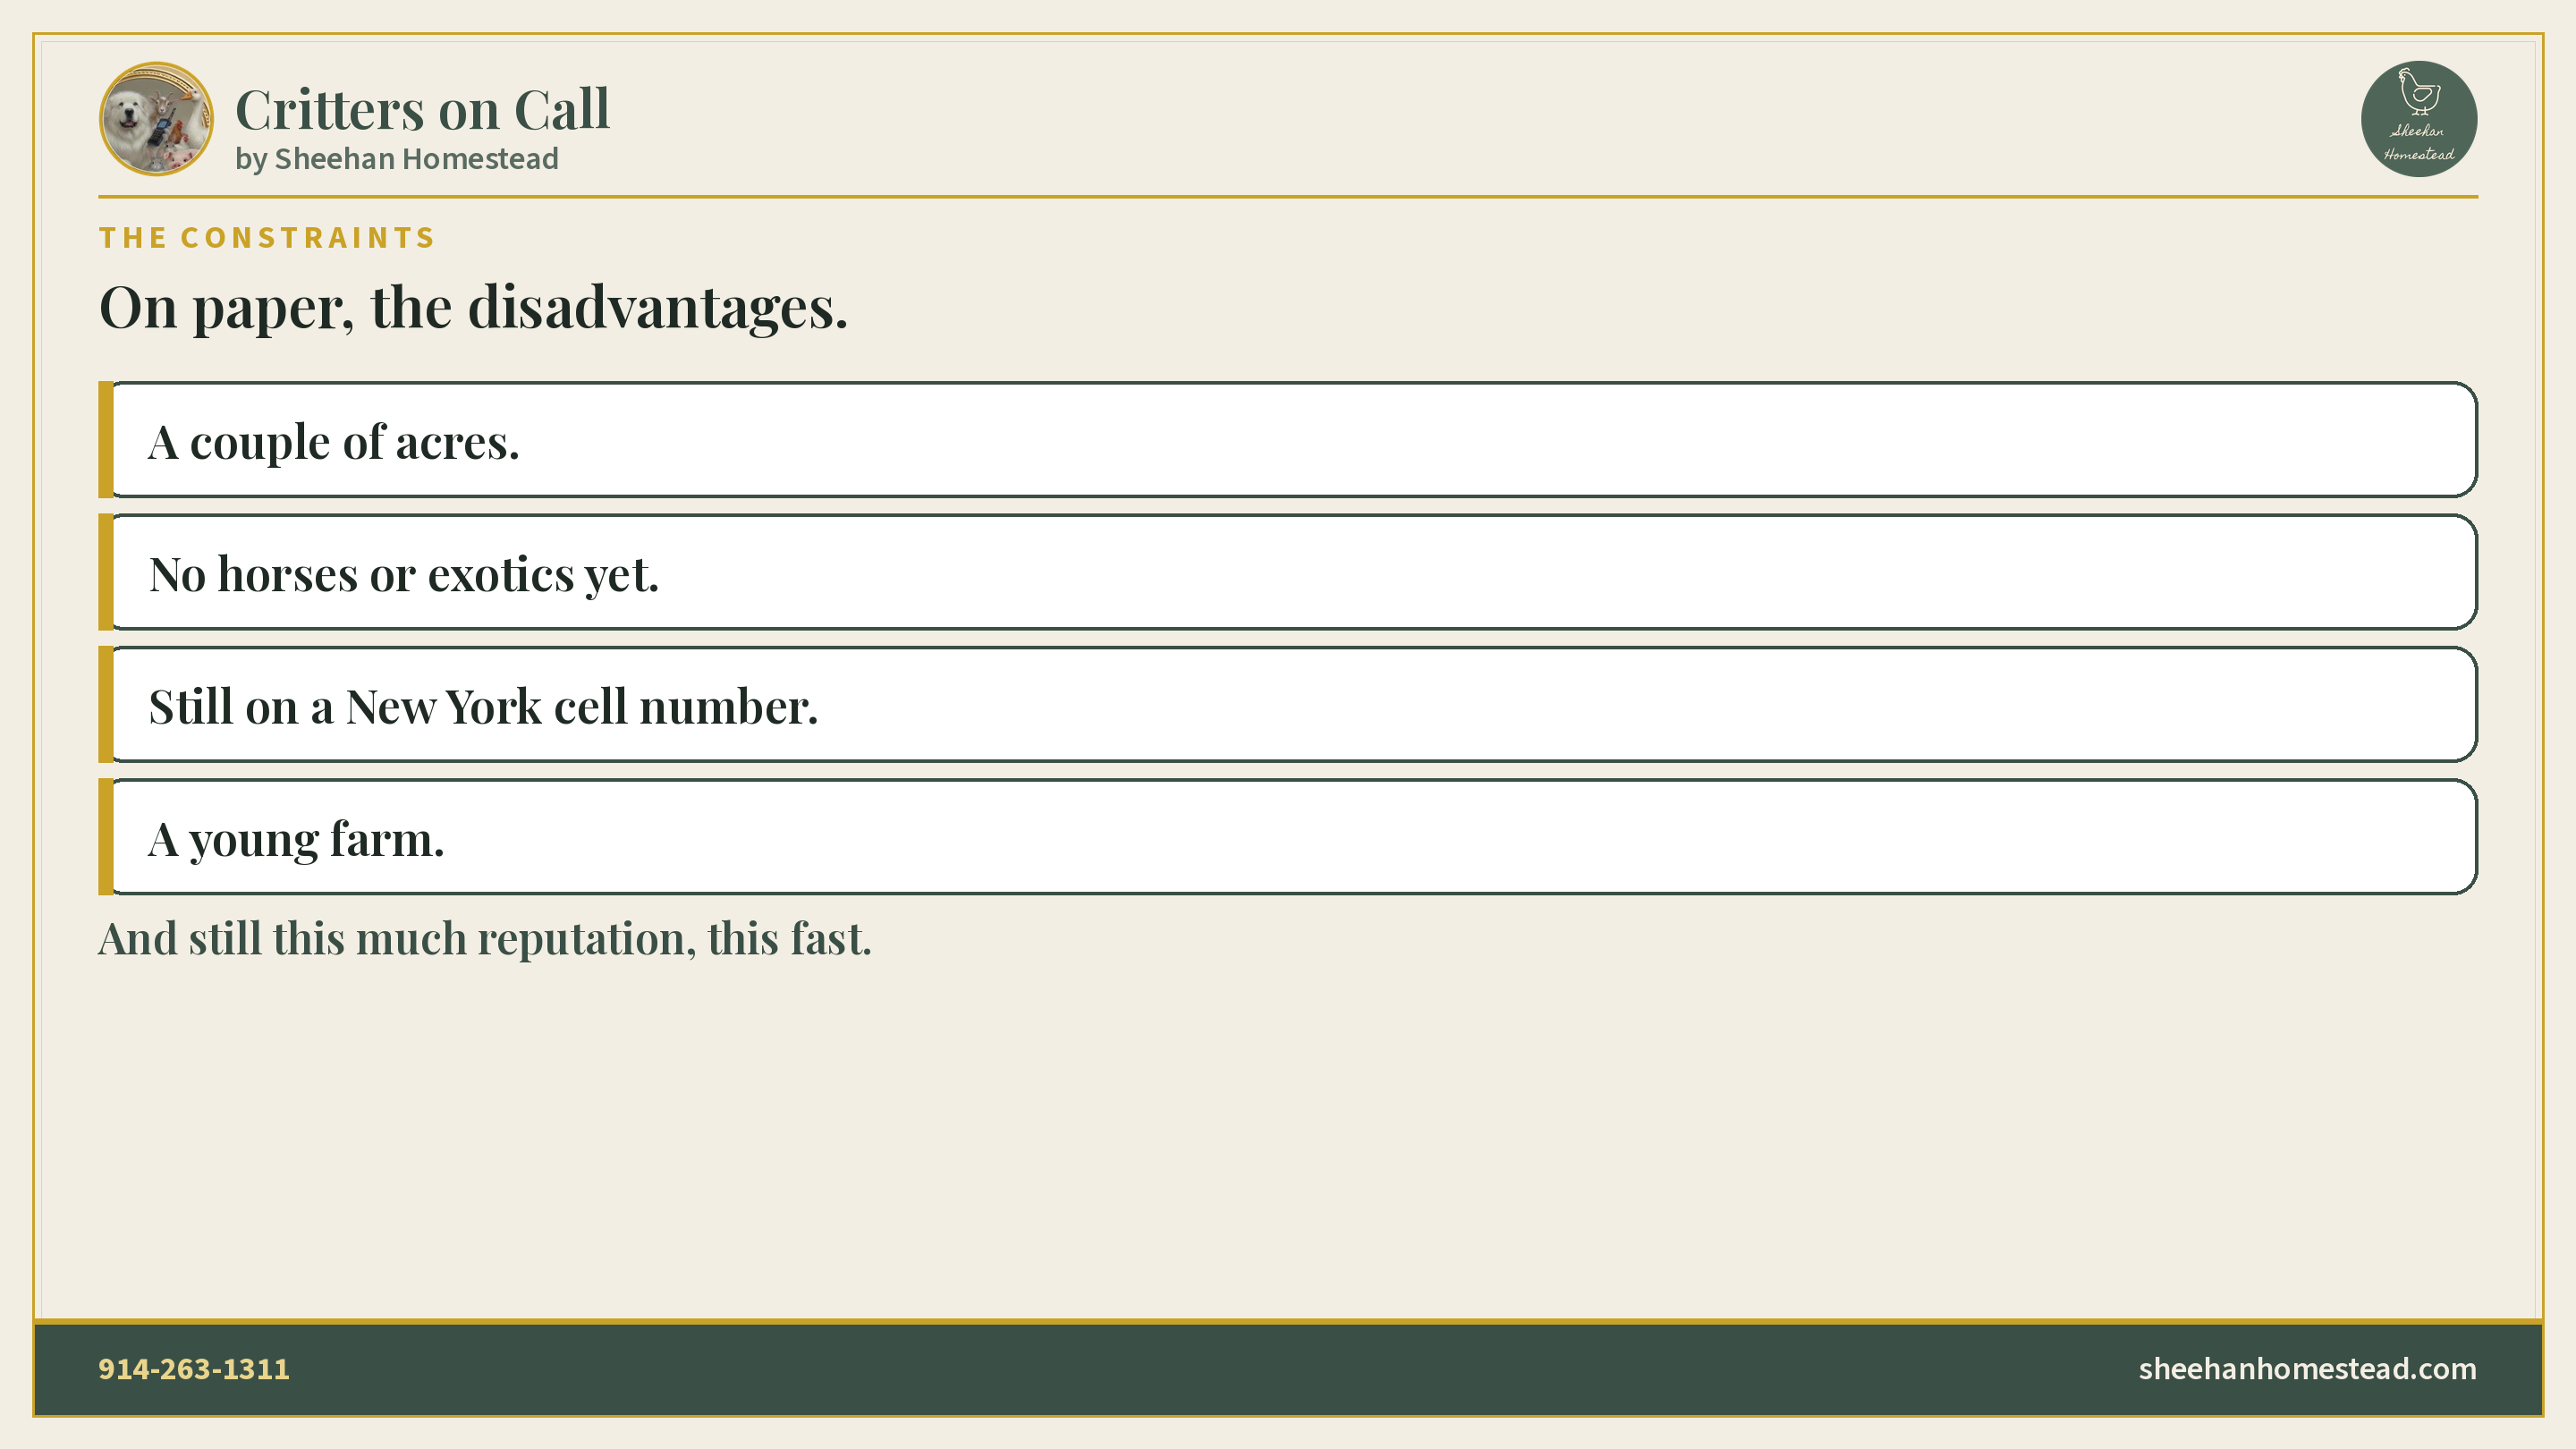 Critters on Call
by Sheehan Homestead
Sheehan
Homestead
THE CONSTRAINTS
On paper, the disadvantages.
A couple of acres.
No horses or exotics yet.
Still on a New York cell number.
A young farm.
And still this much reputation, this fast.
914-263-1311
sheehanhomestead.com